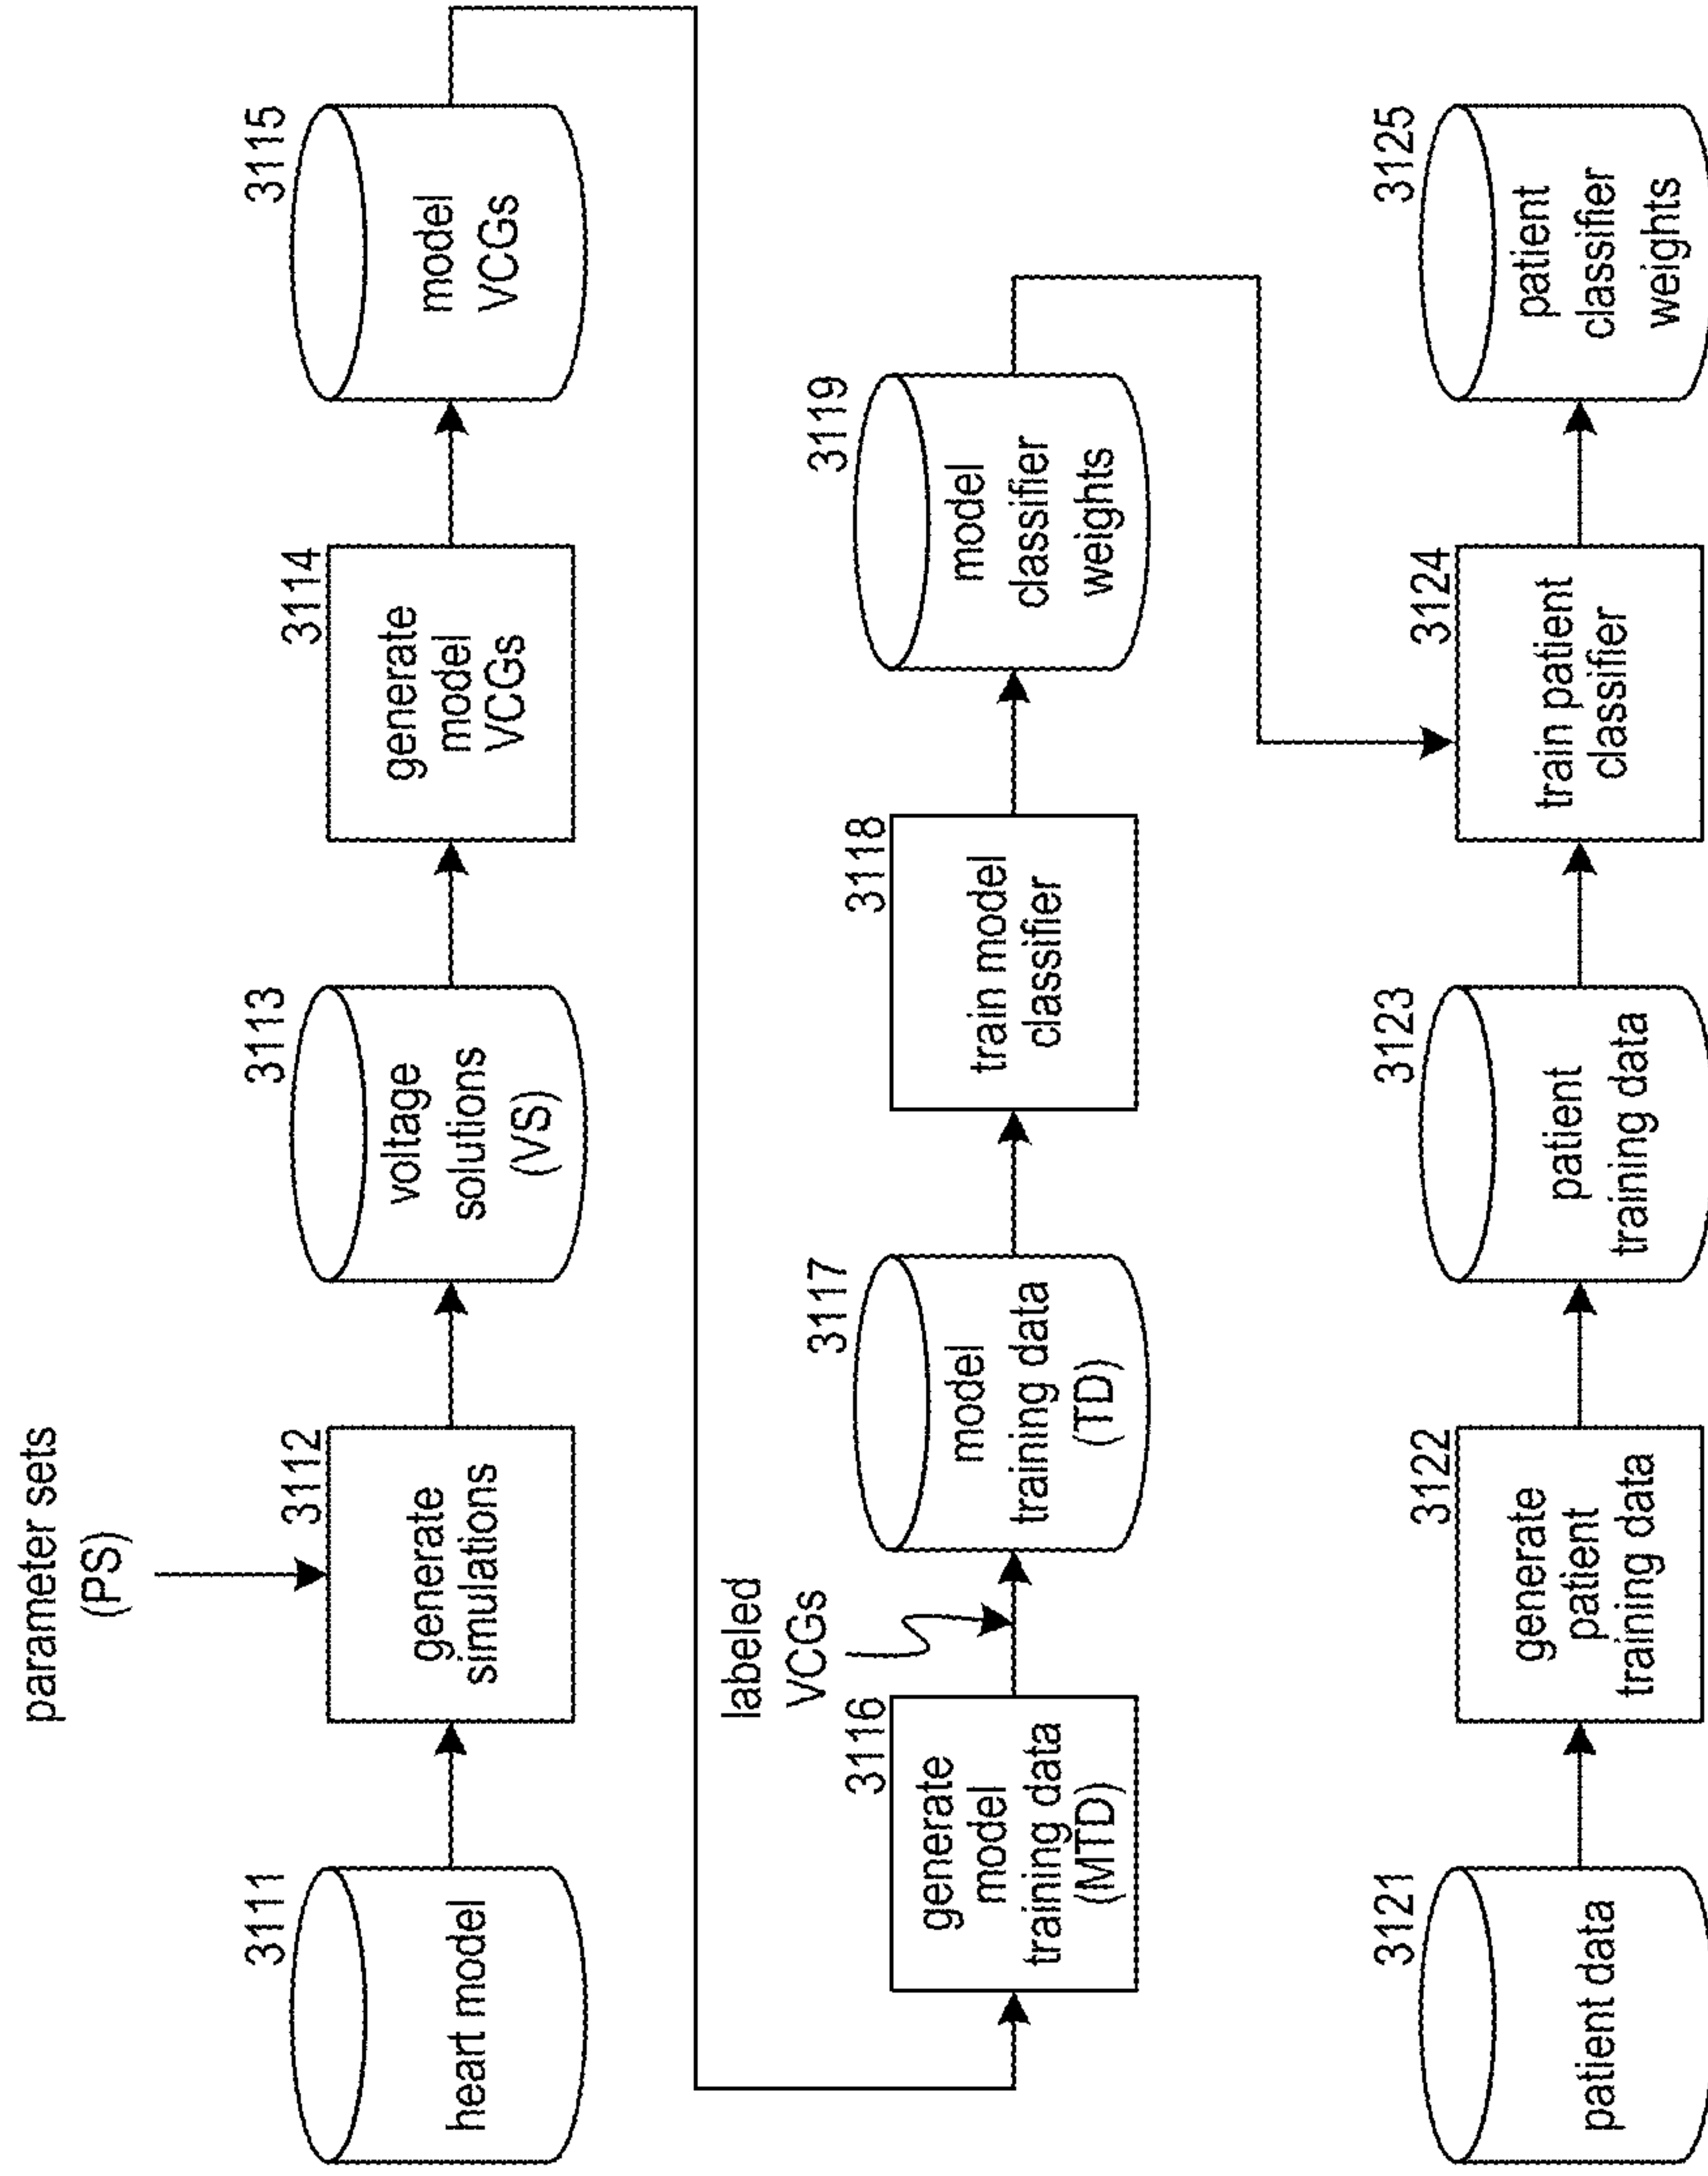 parameter sets
(PS)
3111
heart model
3112
generate
simulations
3113
voltage
solutions
(VS)
3114
generate
model
VCGs
3115
model
VCGs
3116
generate
model
training data
(MTD)
labeled
VCGs
3117
model
training data
(TD)
3118
train model
classifier
3119
model
classifier
weights
3121
patient data
3122
generate
patient
training data
3123
patient
training data
3124
train patient
classifier
3125
patient
classifier
weights